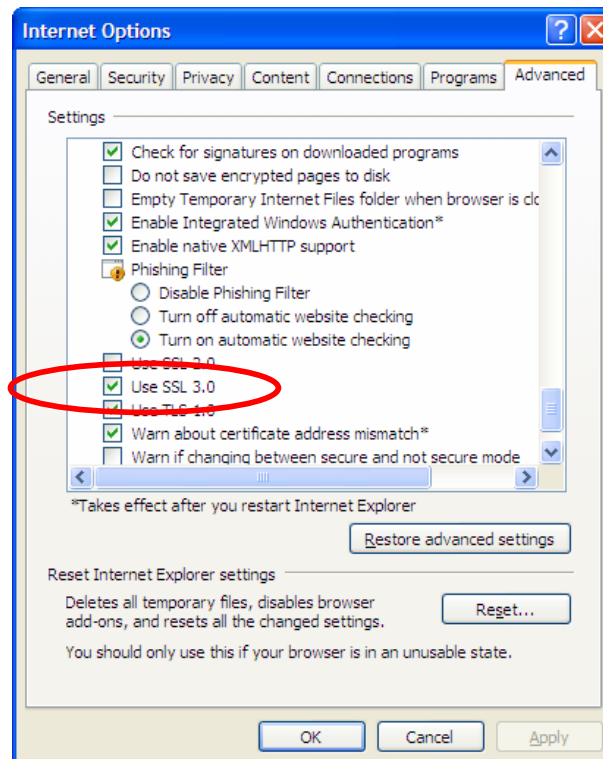 Internet Options
General Security Privacy Content Connections Programs Advanced
Settings
Check for signatures on downloaded programs
Do not save encrypted pages to disk
Empty Temporary Internet Files folder when browser is clo
Enable Integrated Windows Authentication*
Enable native XMLHTTP support
Phishing Filter
Disable Phishing Filter
Turn off automatic website checking
Turn on automatic website checking
Use SSL 2.0
Use SSL 3.0
Use TLS 1.0
Warn about certificate address mismatch*
Warn if changing between secure and not secure mode
*Takes effect after you restart Internet Explorer
Restore advanced settings
Reset Internet Explorer settings
Deletes all temporary files, disables browser
add-ons, and resets all the changed settings.
Reset...
You should only use this if your browser is in an unusable state.
OK Cancel Apply